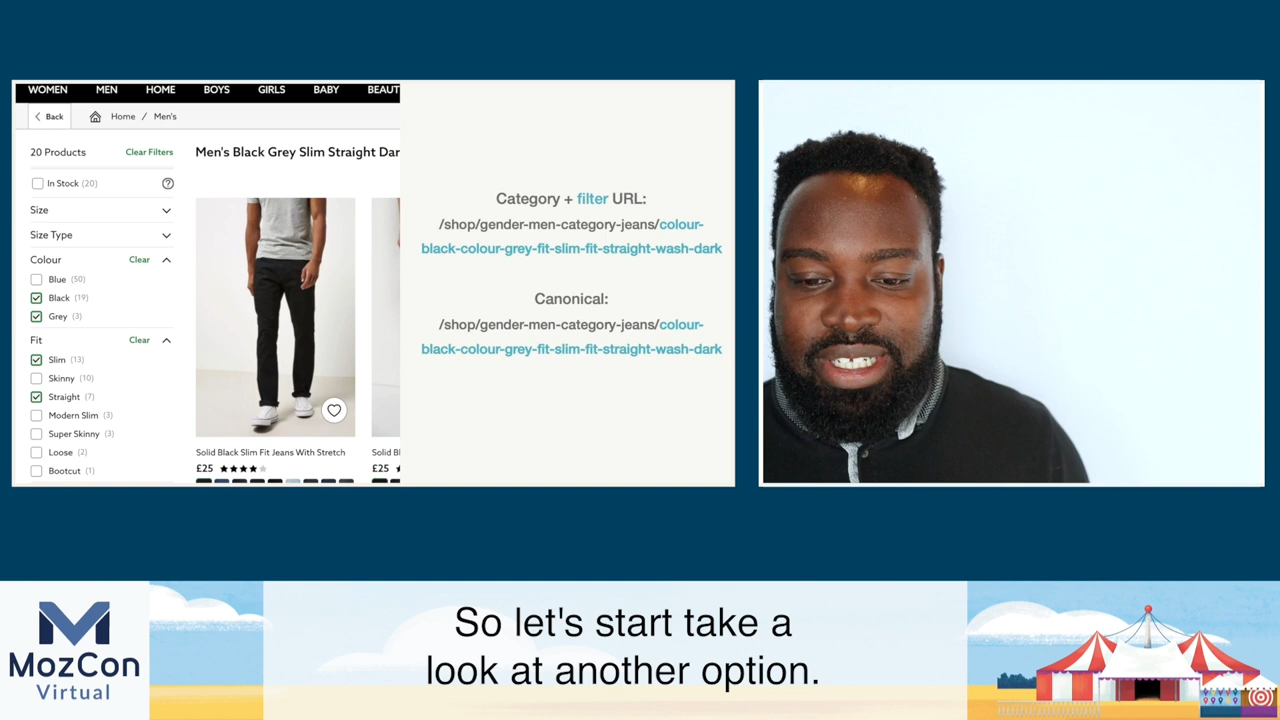 WOMEN MEN HOME BOYS GIRLS BABY BEAUT
Back Home / Men's
20 Products Clear Filters
In Stock (20)
Size
Size Type
Colour Clear
Blue (50)
Black (19)
Grey (3)
Fit Clear
Slim (13)
Skinny (10)
Straight (7)
Modern Slim (3)
Super Skinny (3)
Loose (2)
Bootcut (1)
Men's Black Grey Slim Straight Dar
Solid Black Slim Fit Jeans With Stretch Solid Bl
£25 £25
Category + filter URL:
/shop/gender-men-category-jeans/colour-
black-colour-grey-fit-slim-fit-straight-wash-dark
Canonical:
/shop/gender-men-category-jeans/colour-
black-colour-grey-fit-slim-fit-straight-wash-dark
So let's start take a
look at another option.
MozCon
Virtual